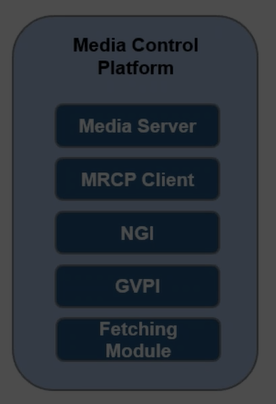 Media Control
Platform
Media Server
MRCP Client
NGI
GVPI
Fetching
Module